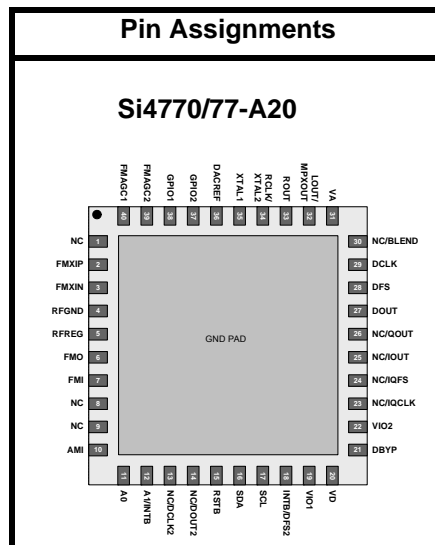 Pin Assignments
Si4770/77-A20
FMAGC1
FMAGC2
GPIO1
GPIO2
DACREF
XTAL1
RCLK/
XTAL2
ROUT
LOUT/
MPXOUT
VA
40
39
38
37
36
35
34
33
32
31
NC 1
FMXIP 2
FMXIN 3
RFGND 4
RFREG 5
FMO 6
FMI 7
NC 8
NC 9
AMI 10
GND PAD
30 NC/BLEND
29 DCLK
28 DFS
27 DOUT
26 NC/QOUT
25 NC/IOUT
24 NC/IQFS
23 NC/IQCLK
22 VIO2
21 DBYP
11
12
13
14
15
16
17
18
19
20
A0
A1/INTB
NC/DCLK2
NC/DOUT2
RSTB
SDA
SCL
INTB/DFS2
VIO1
VD